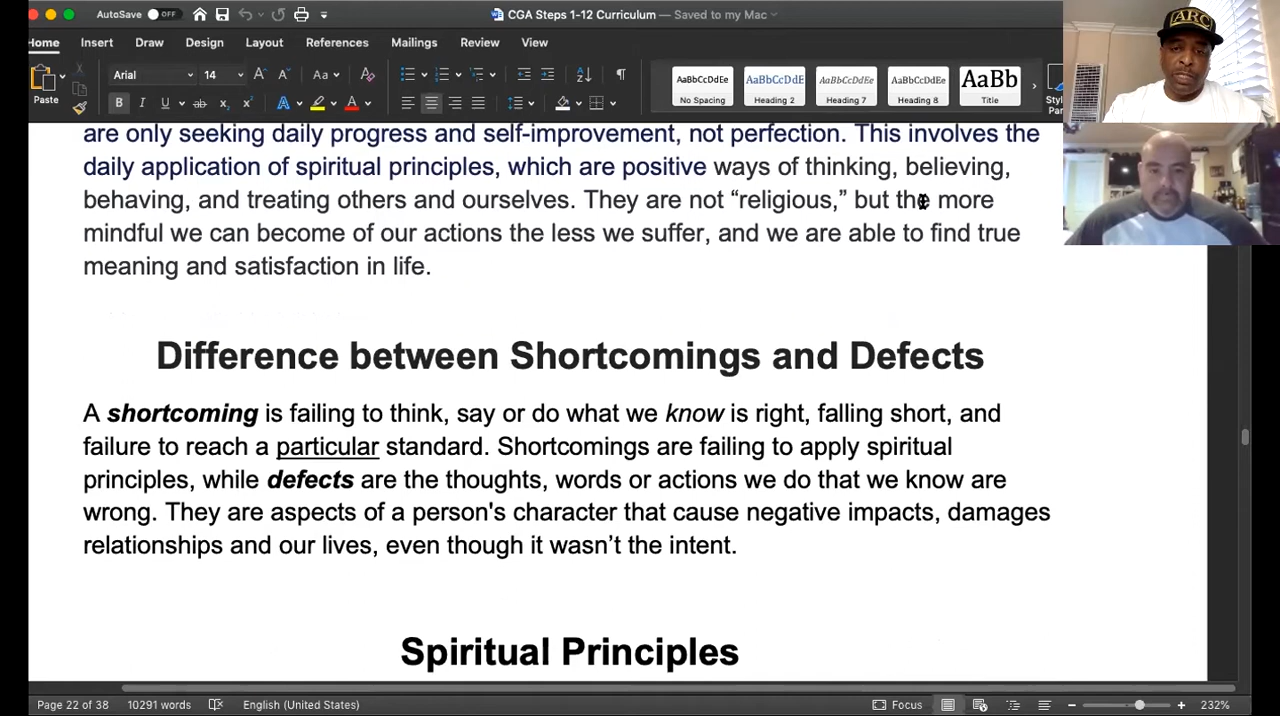 AutoSave OFF
CGA Steps 1-12 Curriculum — Saved to my Mac
ARC
Home Insert Draw Design Layout References Mailings Review View
Paste
Arial 14
AaBbCcDdEe No Spacing
AaBbCcDdE Heading 2
AaBbCcDdEe Heading 7
AaBbCcDdEe Heading 8
AaBb Title
are only seeking daily progress and self-improvement, not perfection. This involves the
daily application of spiritual principles, which are positive ways of thinking, believing,
behaving, and treating others and ourselves. They are not “religious,” but the more
mindful we can become of our actions the less we suffer, and we are able to find true
meaning and satisfaction in life.
Difference between Shortcomings and Defects
A shortcoming is failing to think, say or do what we know is right, falling short, and
failure to reach a particular standard. Shortcomings are failing to apply spiritual
principles, while defects are the thoughts, words or actions we do that we know are
wrong. They are aspects of a person's character that cause negative impacts, damages
relationships and our lives, even though it wasn’t the intent.
Spiritual Principles
Page 22 of 38 10291 words English (United States) Focus 232%